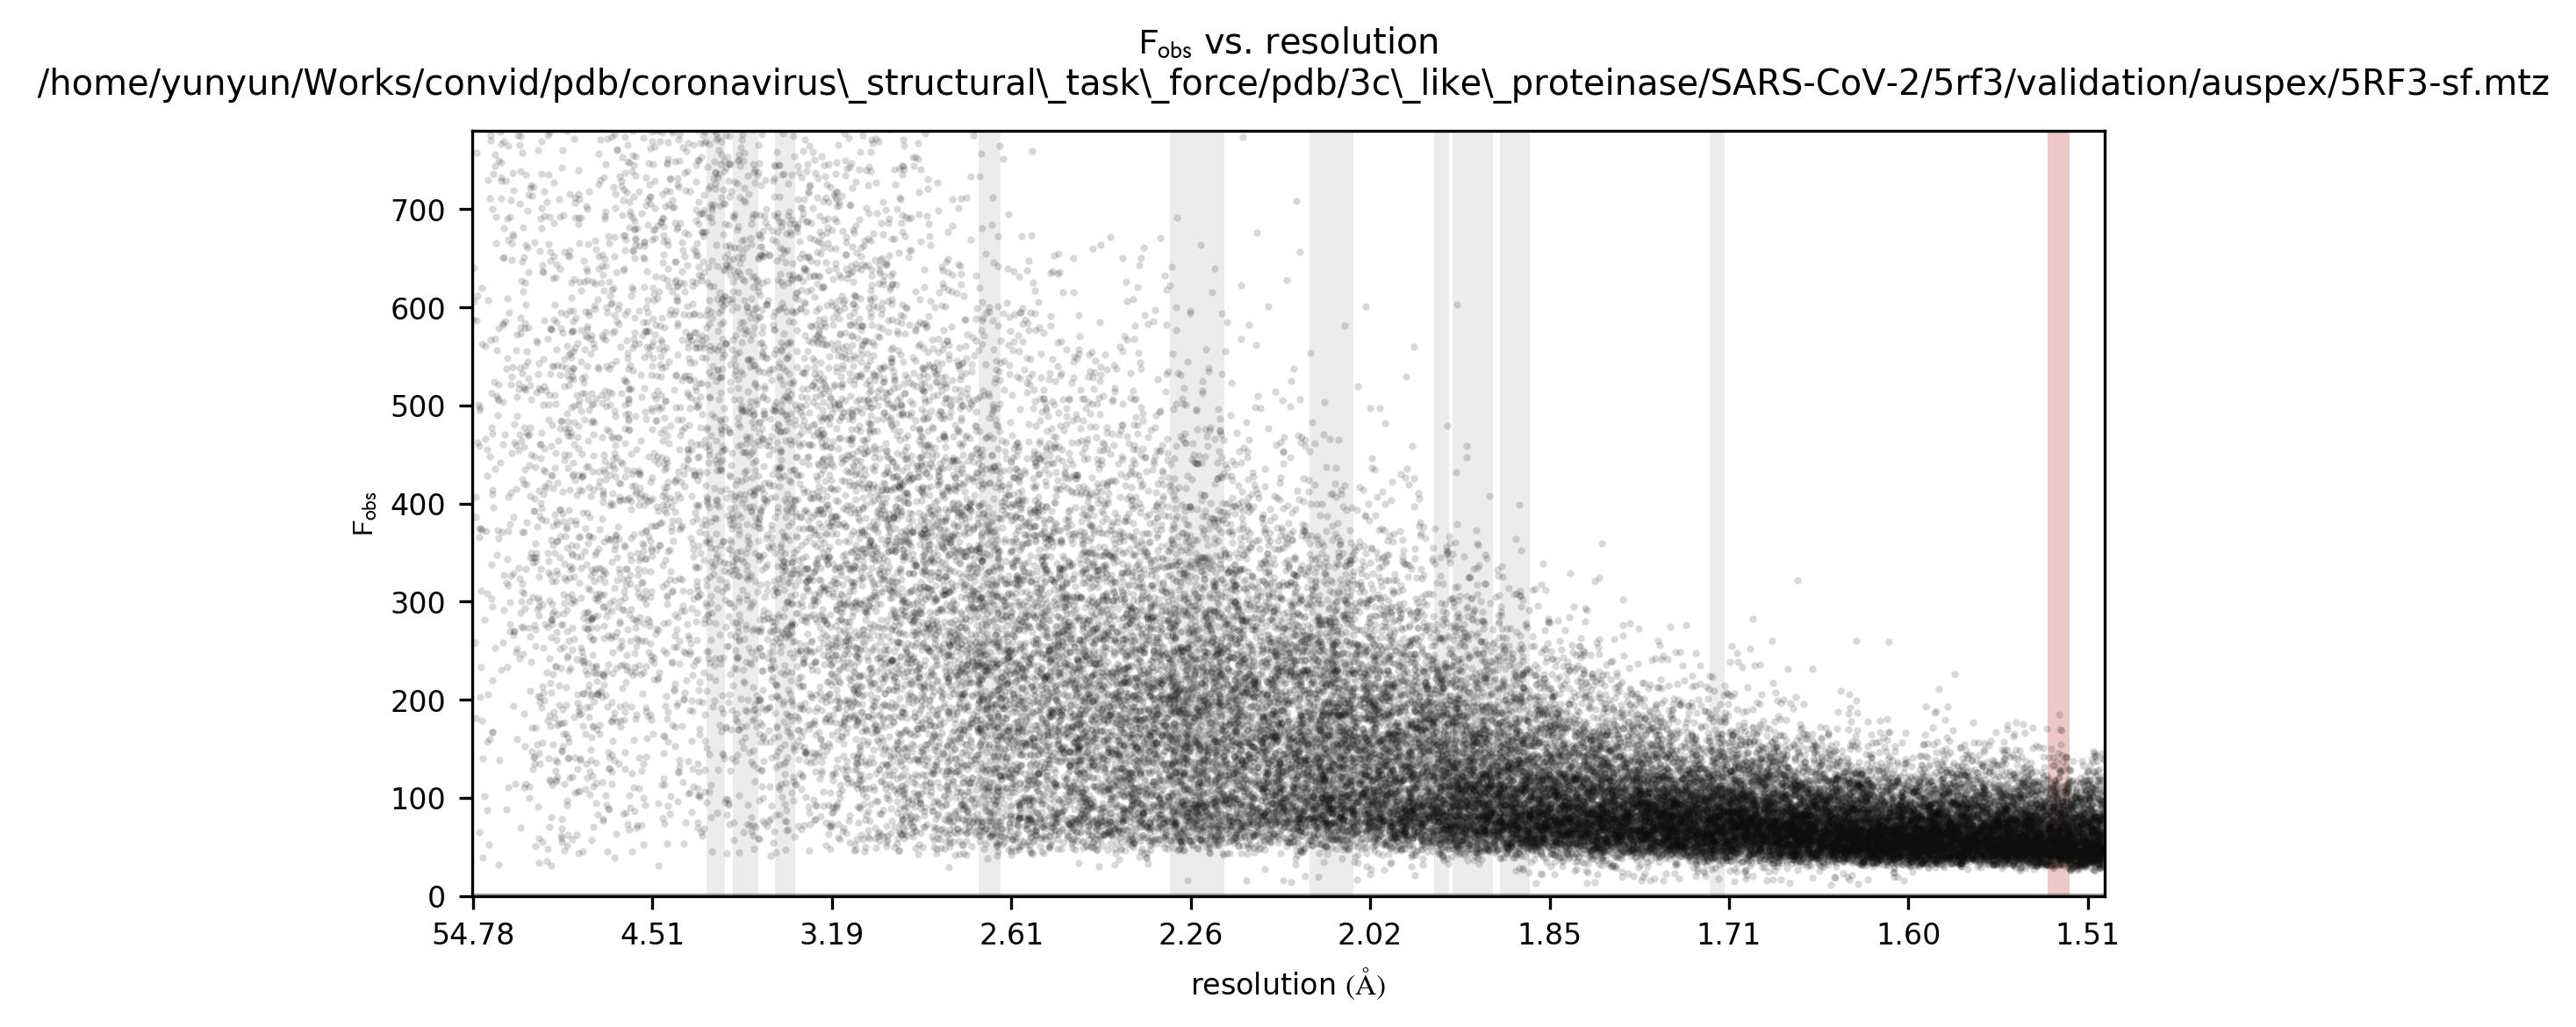 F_obs vs. resolution
/home/yunyun/Works/convid/pdb/coronavirus\_structural\_task\_force/pdb/3c\_like\_proteinase/SARS-CoV-2/5rf3/validation/auspex/5RF3-sf.mtz
700
600
500
400
300
200
100
0
F_obs
54.78 4.51 3.19 2.61 2.26 2.02 1.85 1.71 1.60 1.51
resolution (Å)